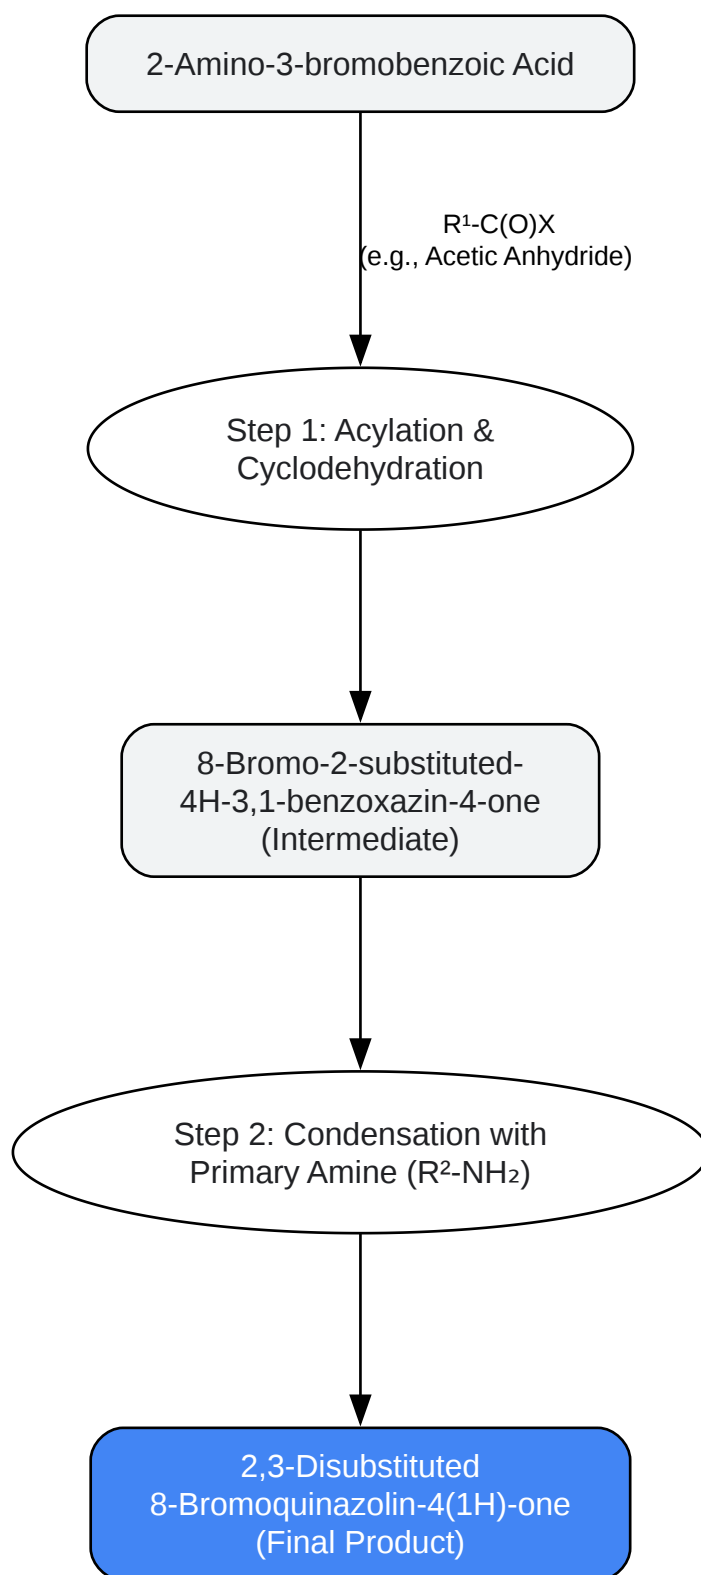 2-Amino-3-bromobenzoic Acid
R¹-C(O)X
(e.g., Acetic Anhydride)
Step 1: Acylation &
Cyclodehydration
8-Bromo-2-substituted-
4H-3,1-benzoxazin-4-one
(Intermediate)
Step 2: Condensation with
Primary Amine (R²-NH₂)
2,3-Disubstituted
8-Bromoquinazolin-4(1H)-one
(Final Product)